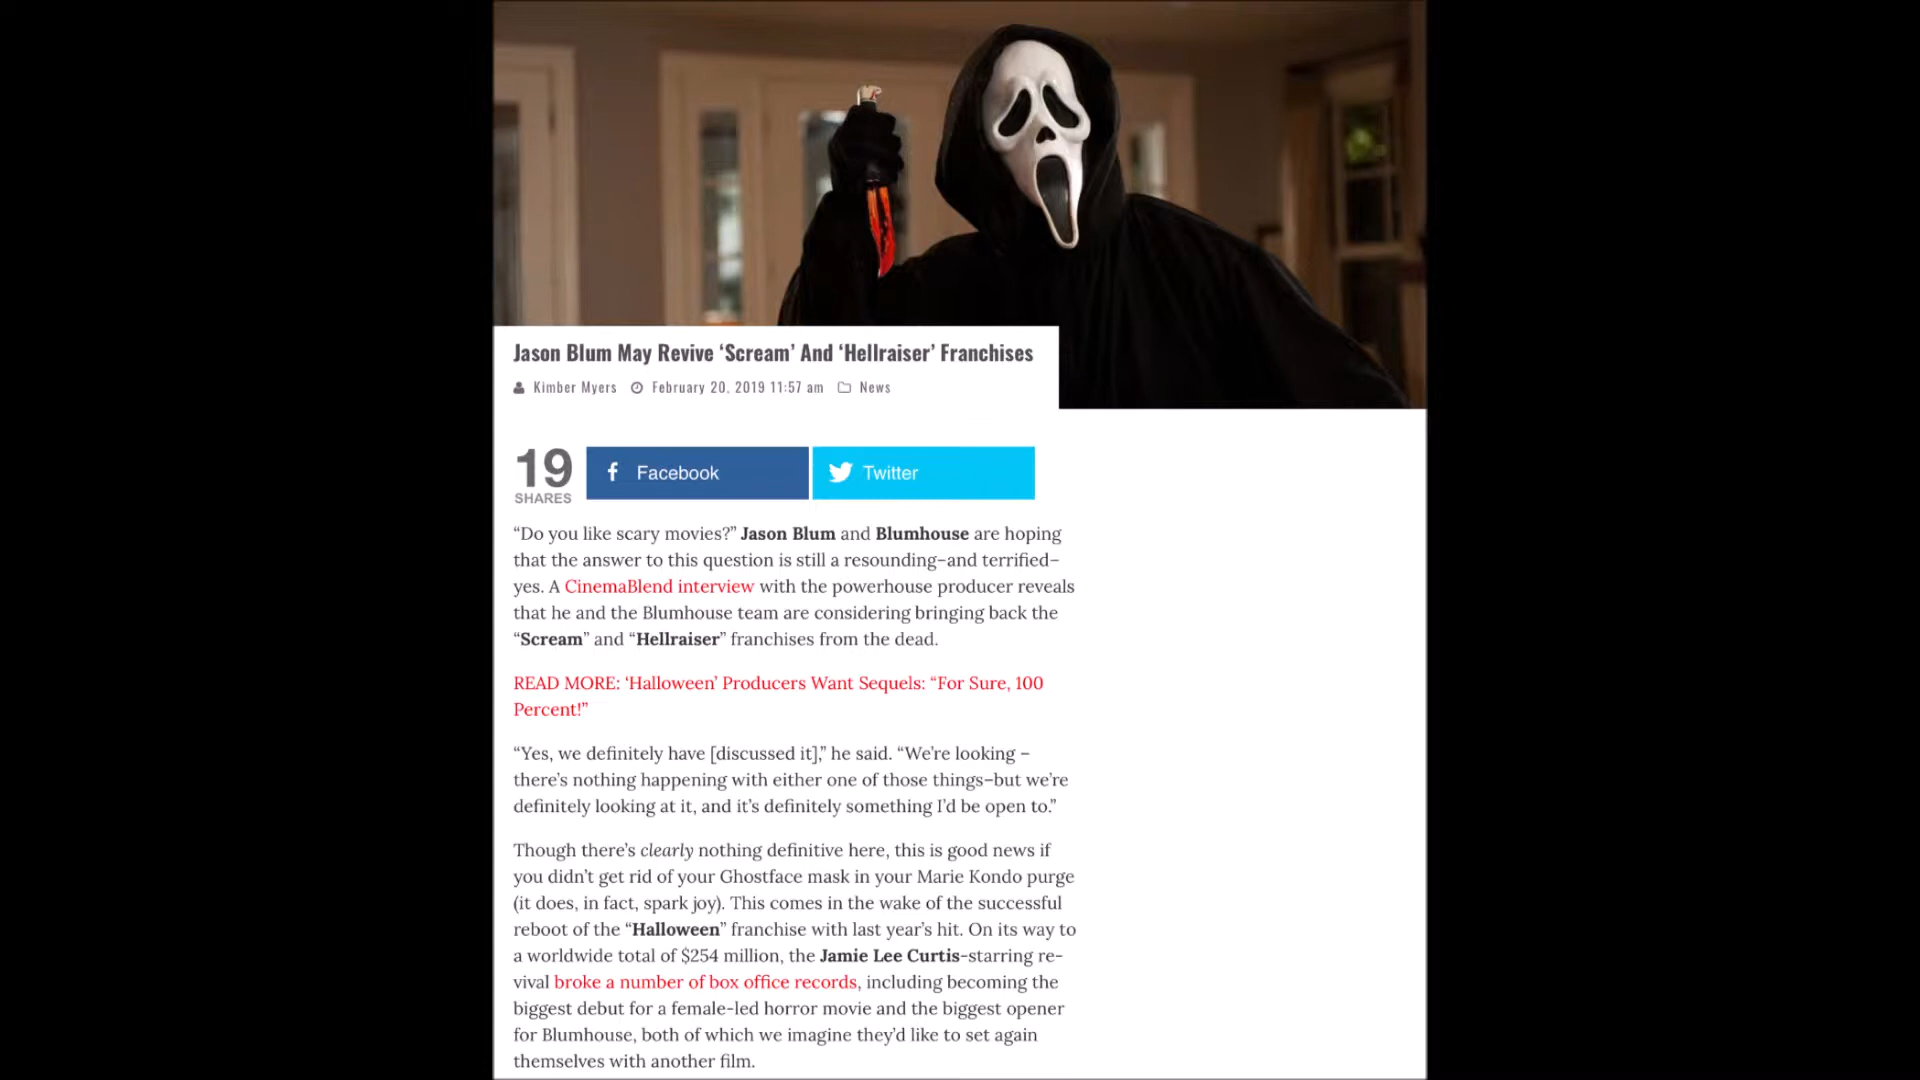 Jason Blum May Revive ‘Scream’ And ‘Hellraiser’ Franchises
Kimber Myers February 20, 2019 11:57 am News
19
SHARES
Facebook
Twitter
“Do you like scary movies?” Jason Blum and Blumhouse are hoping
that the answer to this question is still a resounding–and terrified–
yes. A CinemaBlend interview with the powerhouse producer reveals
that he and the Blumhouse team are considering bringing back the
“Scream” and “Hellraiser” franchises from the dead.
READ MORE: ‘Halloween’ Producers Want Sequels: “For Sure, 100
Percent!”
“Yes, we definitely have [discussed it],” he said. “We’re looking –
there’s nothing happening with either one of those things–but we’re
definitely looking at it, and it’s definitely something I’d be open to.”
Though there’s clearly nothing definitive here, this is good news if
you didn’t get rid of your Ghostface mask in your Marie Kondo purge
(it does, in fact, spark joy). This comes in the wake of the successful
reboot of the “Halloween” franchise with last year’s hit. On its way to
a worldwide total of $254 million, the Jamie Lee Curtis-starring re-
vival broke a number of box office records, including becoming the
biggest debut for a female-led horror movie and the biggest opener
for Blumhouse, both of which we imagine they’d like to set again
themselves with another film.